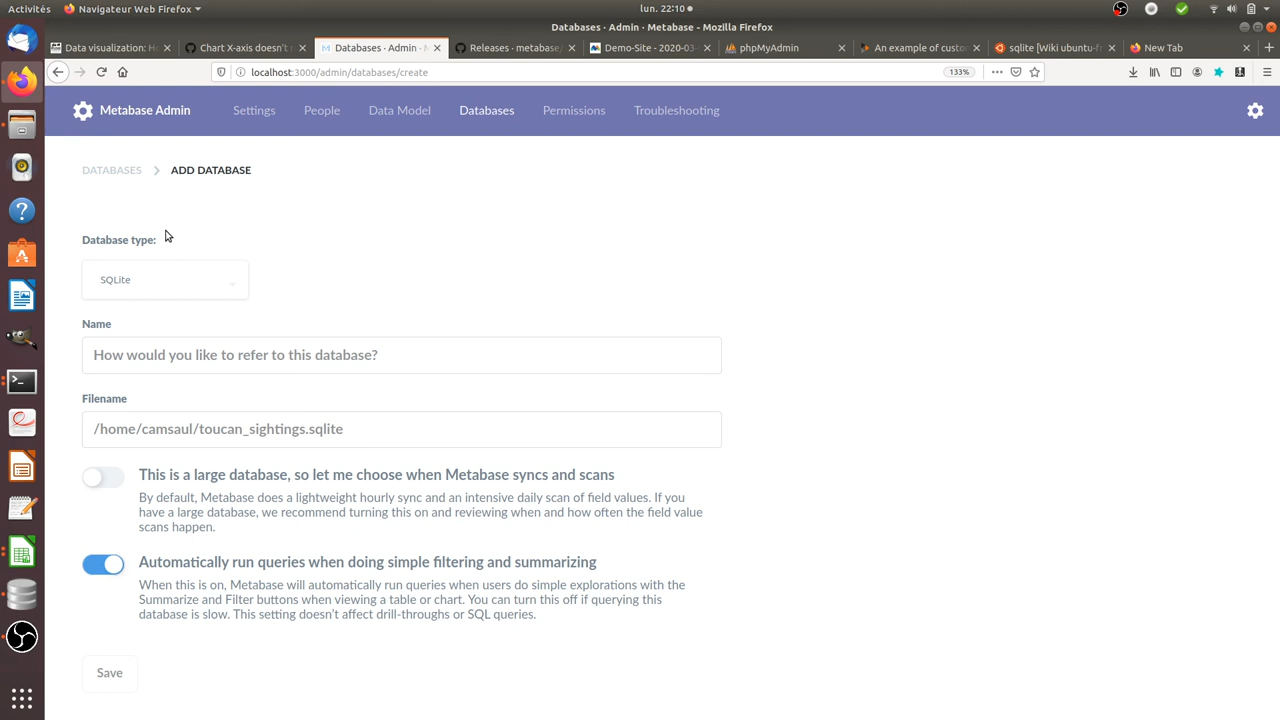 Activités
Navigateur Web Firefox
lun. 22:10
Databases · Admin · Metabase - Mozilla Firefox
Data visualization: Ho
Chart X-axis doesn't r
Databases · Admin · M
Releases · metabase/
Demo-Site - 2020-03-
phpMyAdmin
An example of custo
sqlite [Wiki ubuntu-fr
New Tab
localhost:3000/admin/databases/create
133%
Metabase Admin
Settings
People
Data Model
Databases
Permissions
Troubleshooting
DATABASES
ADD DATABASE
Database type:
SQLite
Name
How would you like to refer to this database?
Filename
/home/camsaul/toucan_sightings.sqlite
This is a large database, so let me choose when Metabase syncs and scans
By default, Metabase does a lightweight hourly sync and an intensive daily scan of field values. If you
have a large database, we recommend turning this on and reviewing when and how often the field value
scans happen.
Automatically run queries when doing simple filtering and summarizing
When this is on, Metabase will automatically run queries when users do simple explorations with the
Summarize and Filter buttons when viewing a table or chart. You can turn this off if querying this
database is slow. This setting doesn't affect drill-throughs or SQL queries.
Save